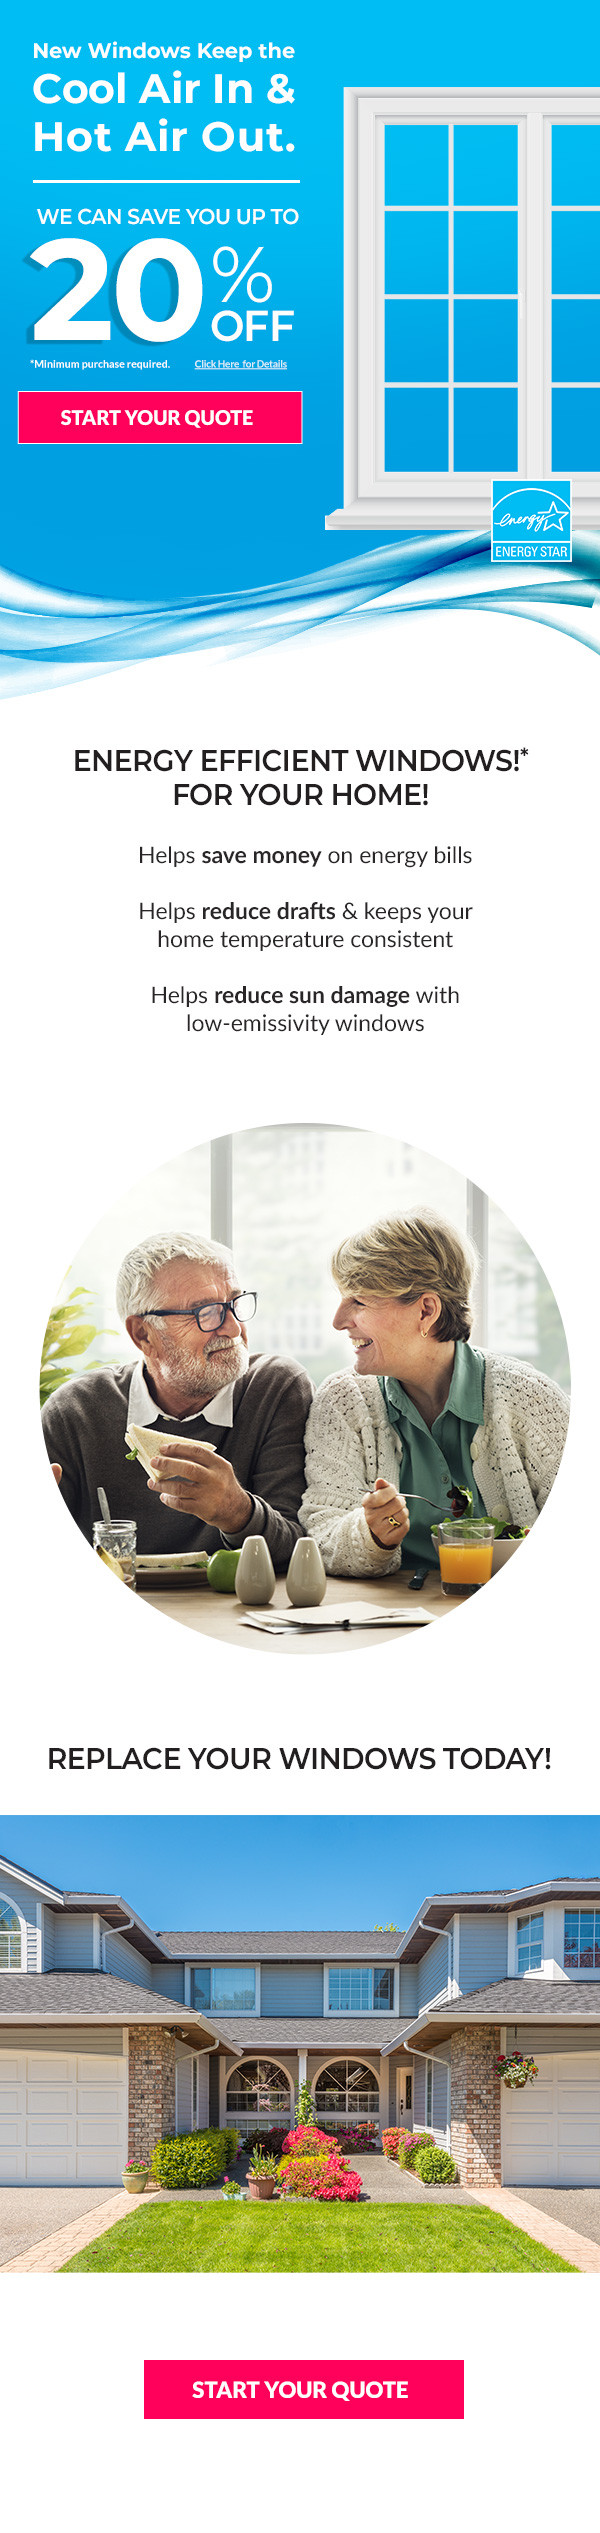 New Windows Keep the
Cool Air In &
Hot Air Out.
WE CAN SAVE YOU UP TO
20%
OFF
*Minimum purchase required. Click Here for Details
START YOUR QUOTE
energy
ENERGY STAR
ENERGY EFFICIENT WINDOWS!*
FOR YOUR HOME!
Helps save money on energy bills
Helps reduce drafts & keeps your
home temperature consistent
Helps reduce sun damage with
low-emissivity windows
REPLACE YOUR WINDOWS TODAY!
START YOUR QUOTE